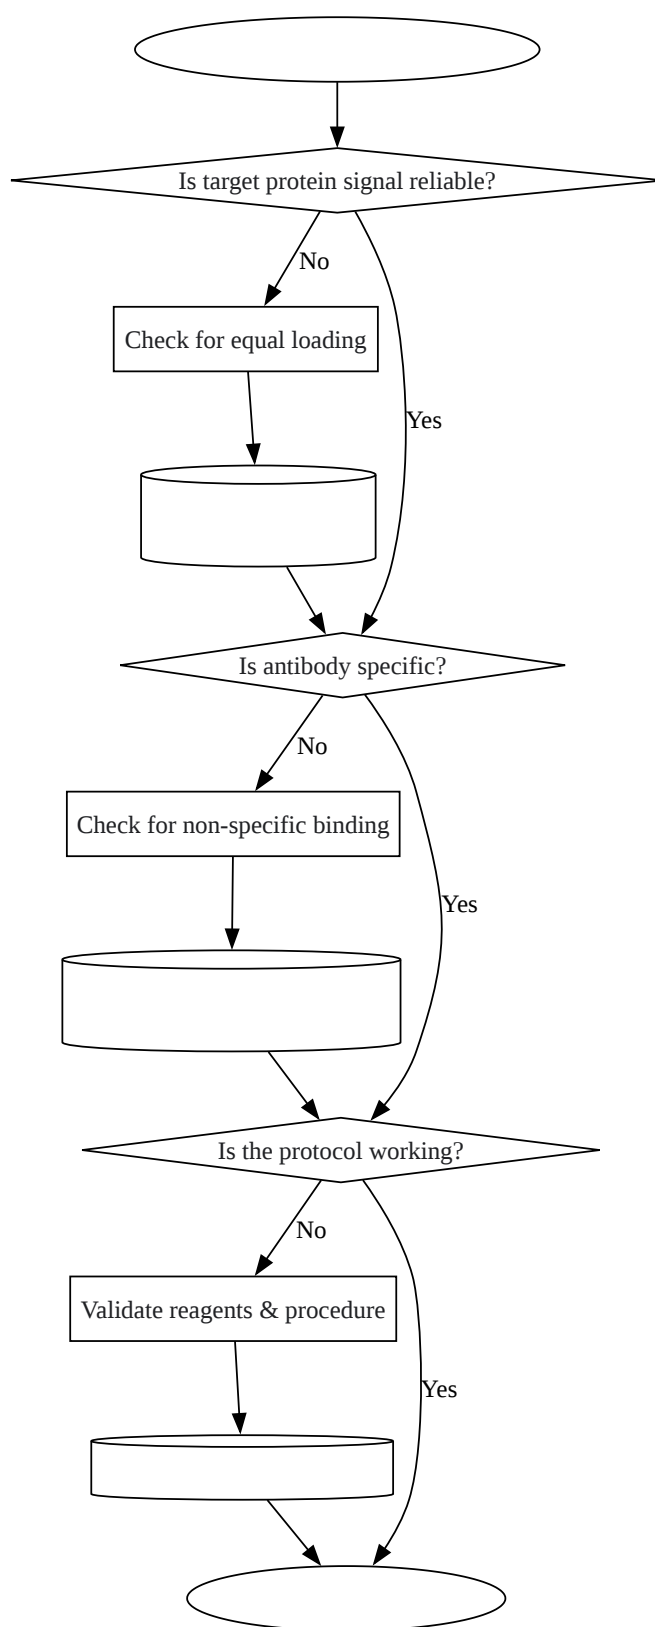 Is target protein signal reliable?
No
Check for equal loading
Yes
Is antibody specific?
No
Check for non-specific binding
Yes
Is the protocol working?
No
Validate reagents & procedure
Yes